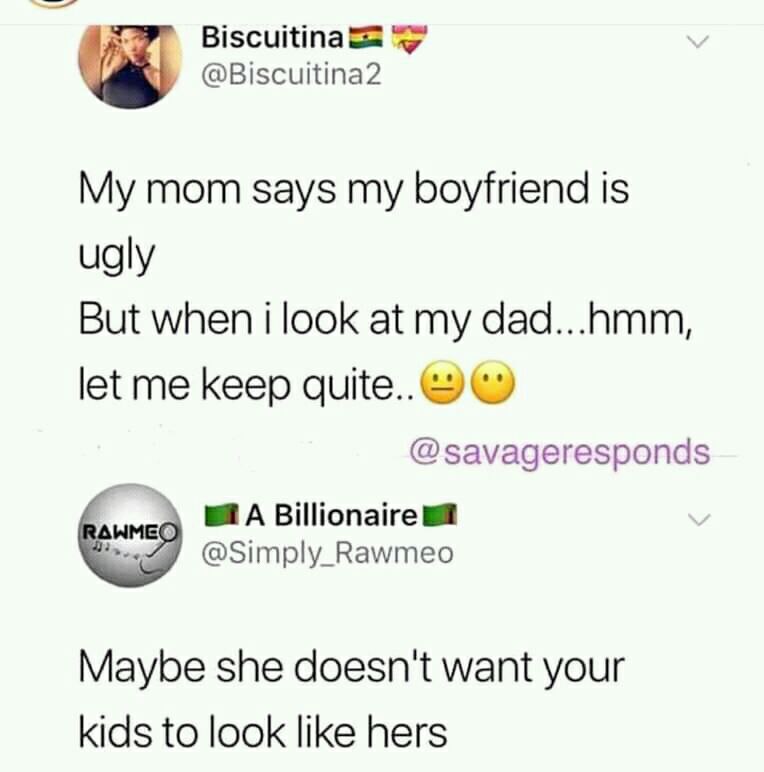 Biscuitina🇬🇭 💝
@Biscuitina2
My mom says my boyfriend is
ugly
But when i look at my dad...hmm,
let me keep quite..😐😶
@savageresponds
RAWMEO
🇿🇲A Billionaire🇿🇲
@Simply_Rawmeo
Maybe she doesn't want your
kids to look like hers